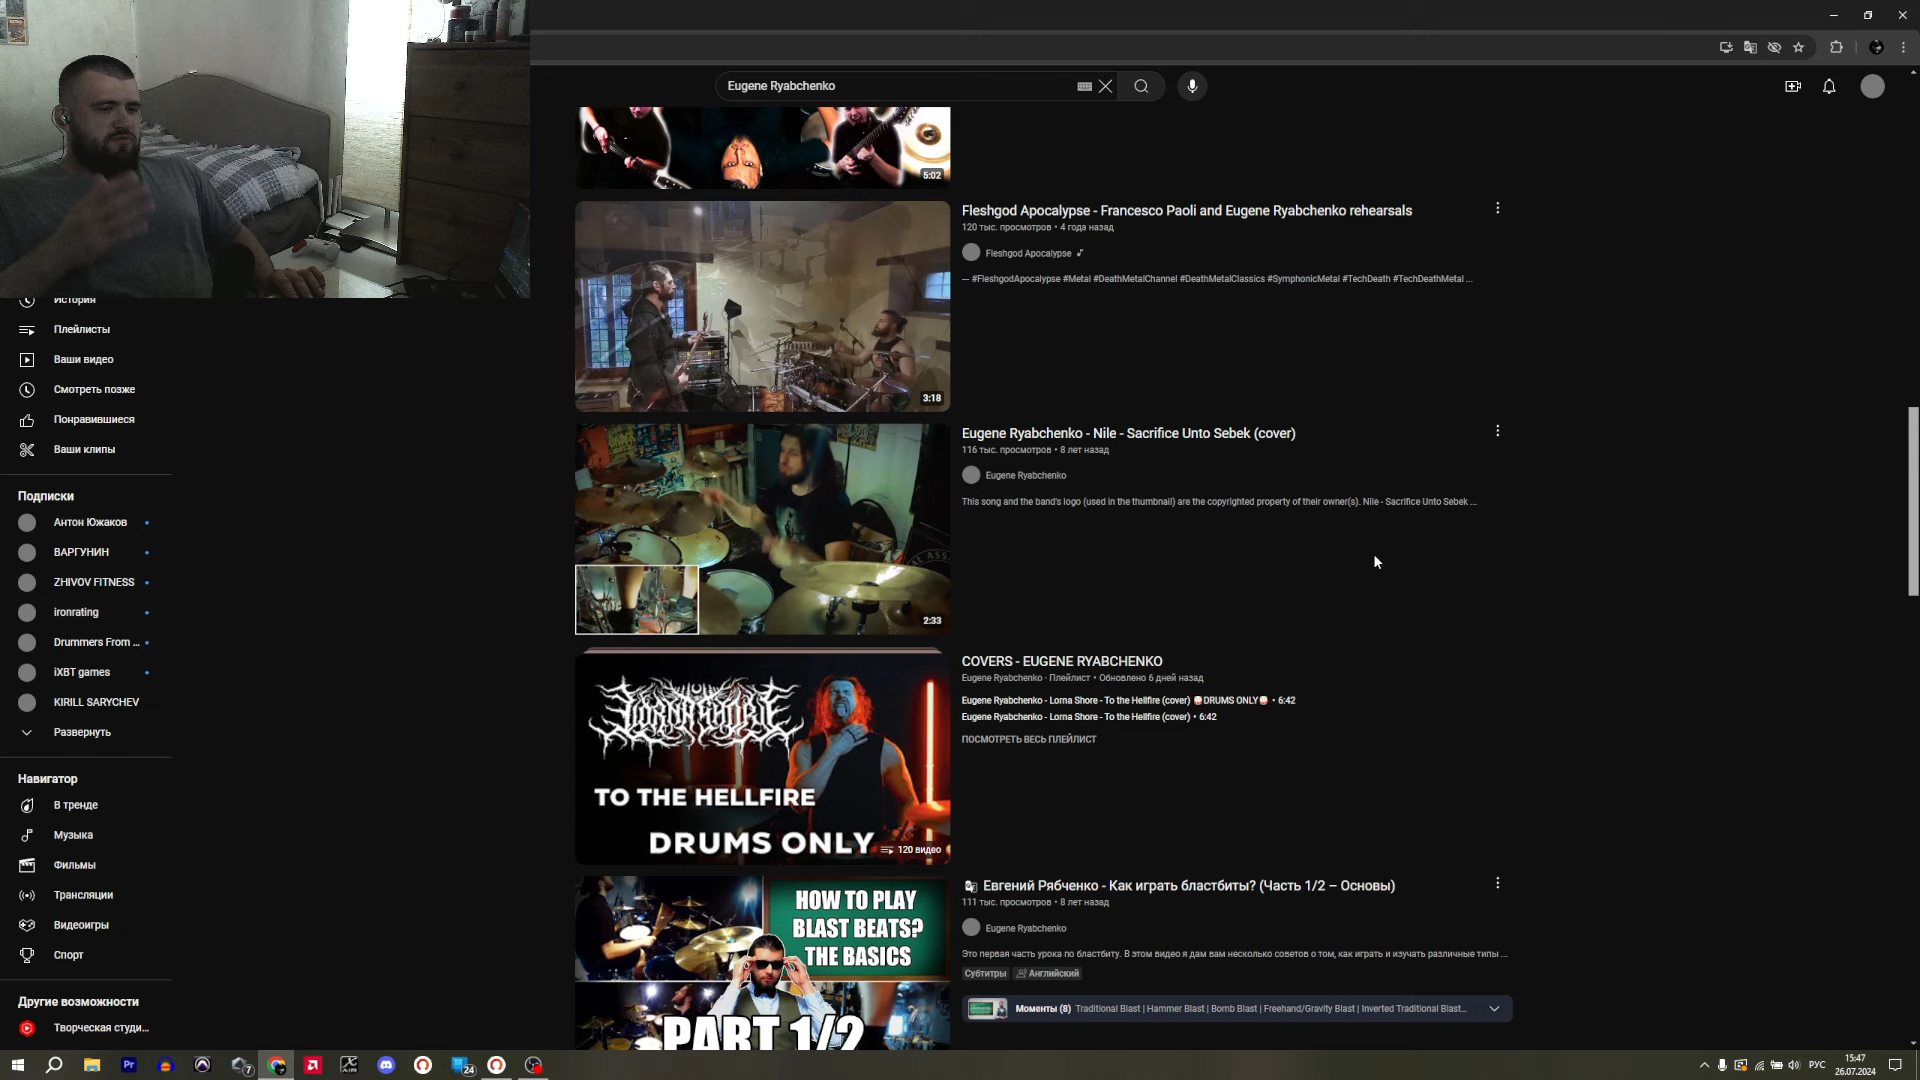 Eugene Ryabchenko
5:02
Fleshgod Apocalypse - Francesco Paoli and Eugene Ryabchenko rehearsals
120 тыс. просмотров • 4 года назад
Fleshgod Apocalypse
— #FleshgodApocalypse #Metal #DeathMetalChannel #DeathMetalClassics #SymphonicMetal #TechDeath #TechDeathMetal ...
3:18
Eugene Ryabchenko - Nile - Sacrifice Unto Sebek (cover)
116 тыс. просмотров • 8 лет назад
Eugene Ryabchenko
This song and the band's logo (used in the thumbnail) are the copyrighted property of their owner(s). Nile - Sacrifice Unto Sebek ...
2:33
LORNA SHORE
TO THE HELLFIRE
DRUMS ONLY
120 видео
COVERS - EUGENE RYABCHENKO
Eugene Ryabchenko · Плейлист • Обновлено 6 дней назад
Eugene Ryabchenko - Lorna Shore - To the Hellfire (cover) DRUMS ONLY • 6:42
Eugene Ryabchenko - Lorna Shore - To the Hellfire (cover) • 6:42
ПОСМОТРЕТЬ ВЕСЬ ПЛЕЙЛИСТ
HOW TO PLAY
BLAST BEATS?
THE BASICS
PART 1/2
Евгений Рябченко - Как играть бластбиты? (Часть 1/2 – Основы)
111 тыс. просмотров • 8 лет назад
Eugene Ryabchenko
Это первая часть урока по бластбиту. В этом видео я дам вам несколько советов о том, как играть и изучать различные типы ...
Субтитры Английский
Моменты (8) Traditional Blast | Hammer Blast | Bomb Blast | Freehand/Gravity Blast | Inverted Traditional Blast...
История
Плейлисты
Ваши видео
Смотреть позже
Понравившиеся
Ваши клипы
Подписки
Антон Южаков
ВАРГУНИН
ZHIVOV FITNESS
ironrating
Drummers From ...
iXBT games
KIRILL SARYCHEV
Развернуть
Навигатор
В тренде
Музыка
Фильмы
Трансляции
Видеоигры
Спорт
Другие возможности
Творческая студи...
Pr
7
24
РУС
15:47
26.07.2024